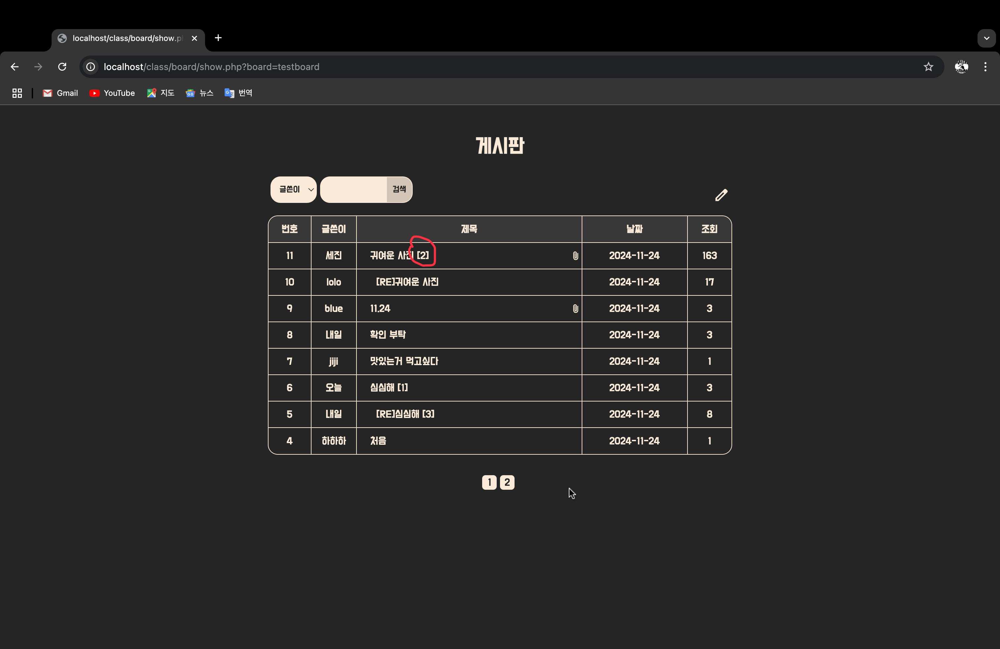 localhost/class/board/show.p
localhost/class/board/show.php?board=testboard
Gmail YouTube 지도 뉴스 번역
게시판
글쓴이 검색
번호 글쓴이 제목 날짜 조회
11 세진 귀여운 사진 [2] 2024-11-24 163
10 lolo [RE]귀여운 사진 2024-11-24 17
9 blue 11.24 2024-11-24 3
8 내일 확인 부탁 2024-11-24 3
7 jiji 맛있는거 먹고싶다 2024-11-24 1
6 오늘 심심해 [1] 2024-11-24 3
5 내일 [RE]심심해 [3] 2024-11-24 8
4 하하하 처음 2024-11-24 1
1 2